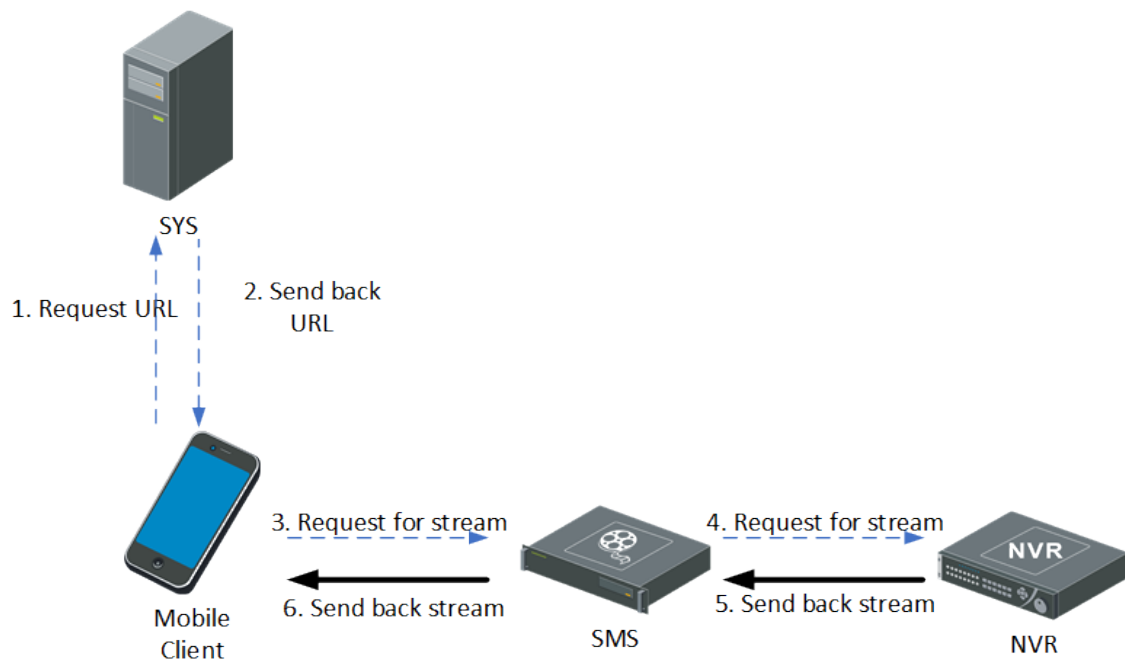 SYS
1. Request URL
2. Send back
URL
3. Request for stream
4. Request for stream
NVR
6. Send back stream
5. Send back stream
Mobile
Client
SMS
NVR